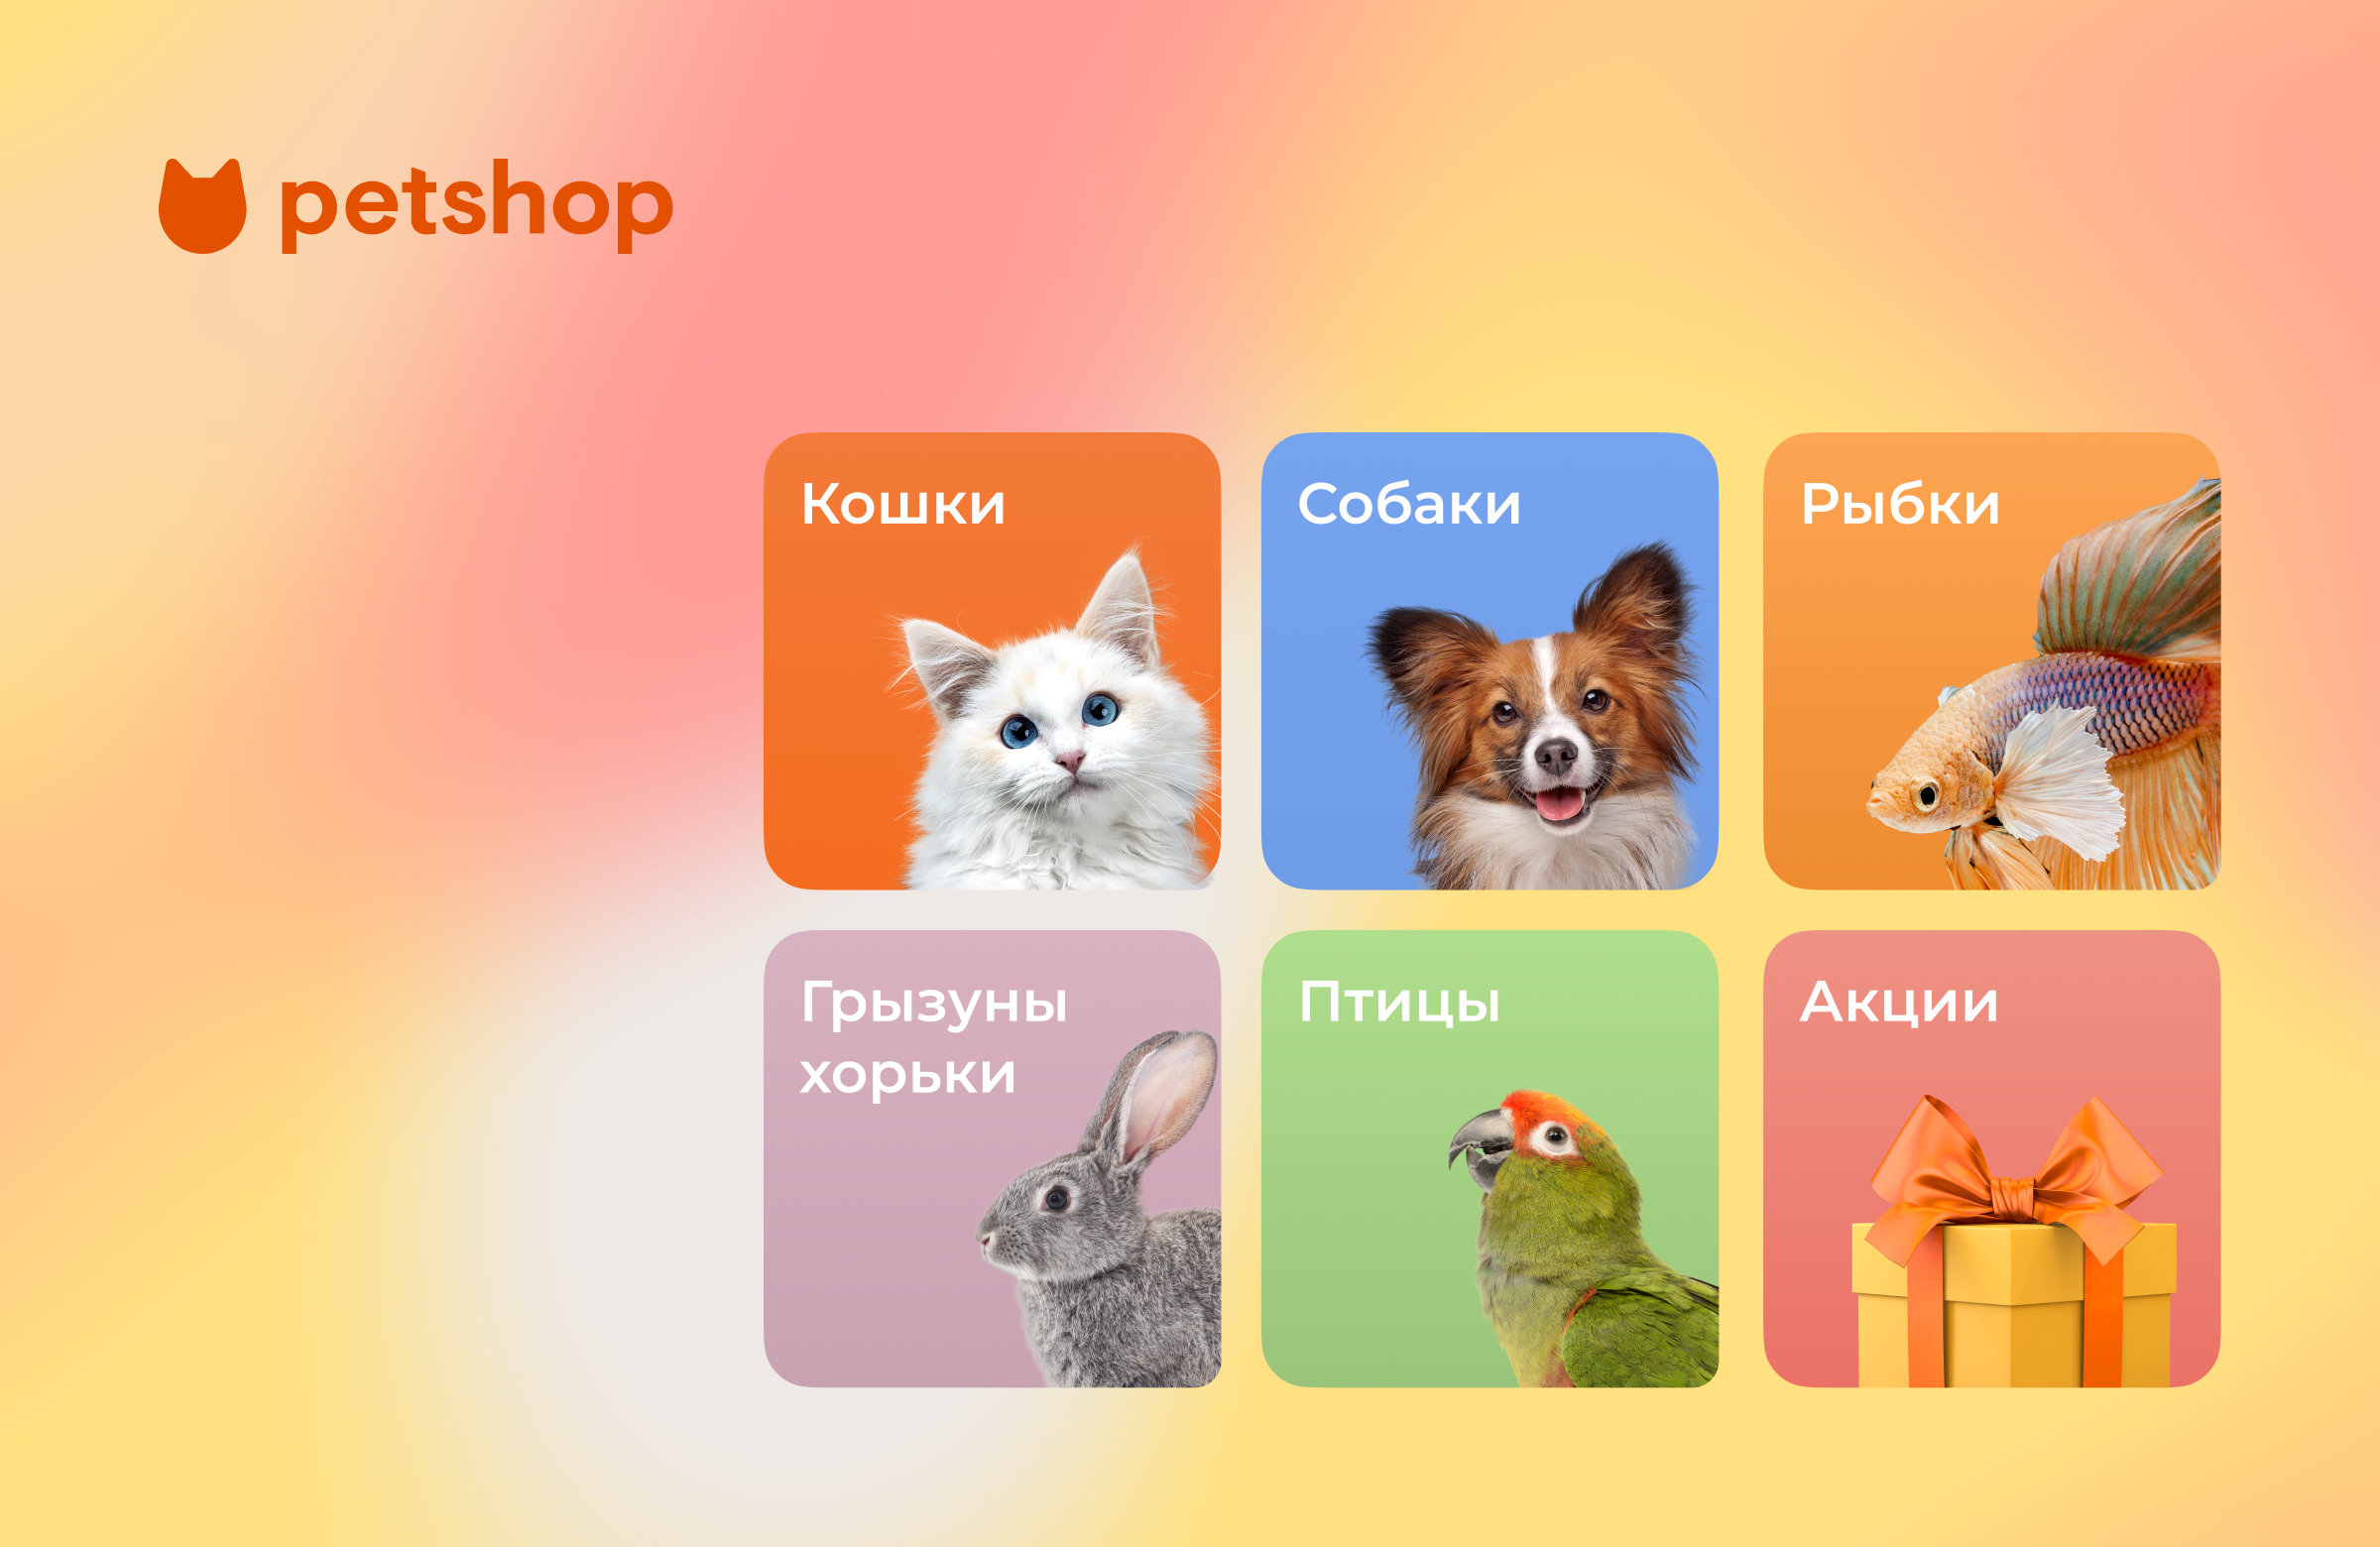 petshop
Кошки
Собаки
Рыбки
Грызуны
хорьки
Птицы
Акции